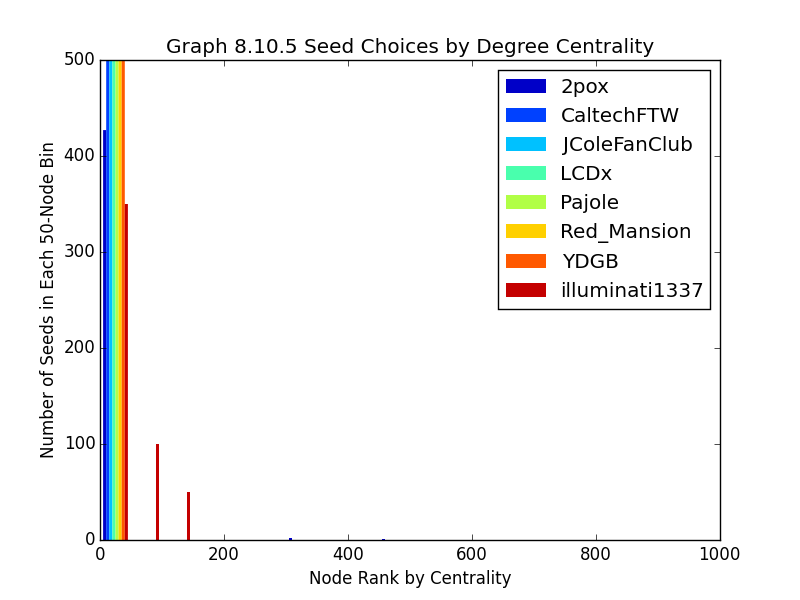 Graph 8.10.5 Seed Choices by Degree Centrality
500
400
300
200
100
0
Number of Seeds in Each 50-Node Bin
2pox
CaltechFTW
JColeFanClub
LCDx
Pajole
Red_Mansion
YDGB
illuminati1337
0 200 400 600 800 1000
Node Rank by Centrality